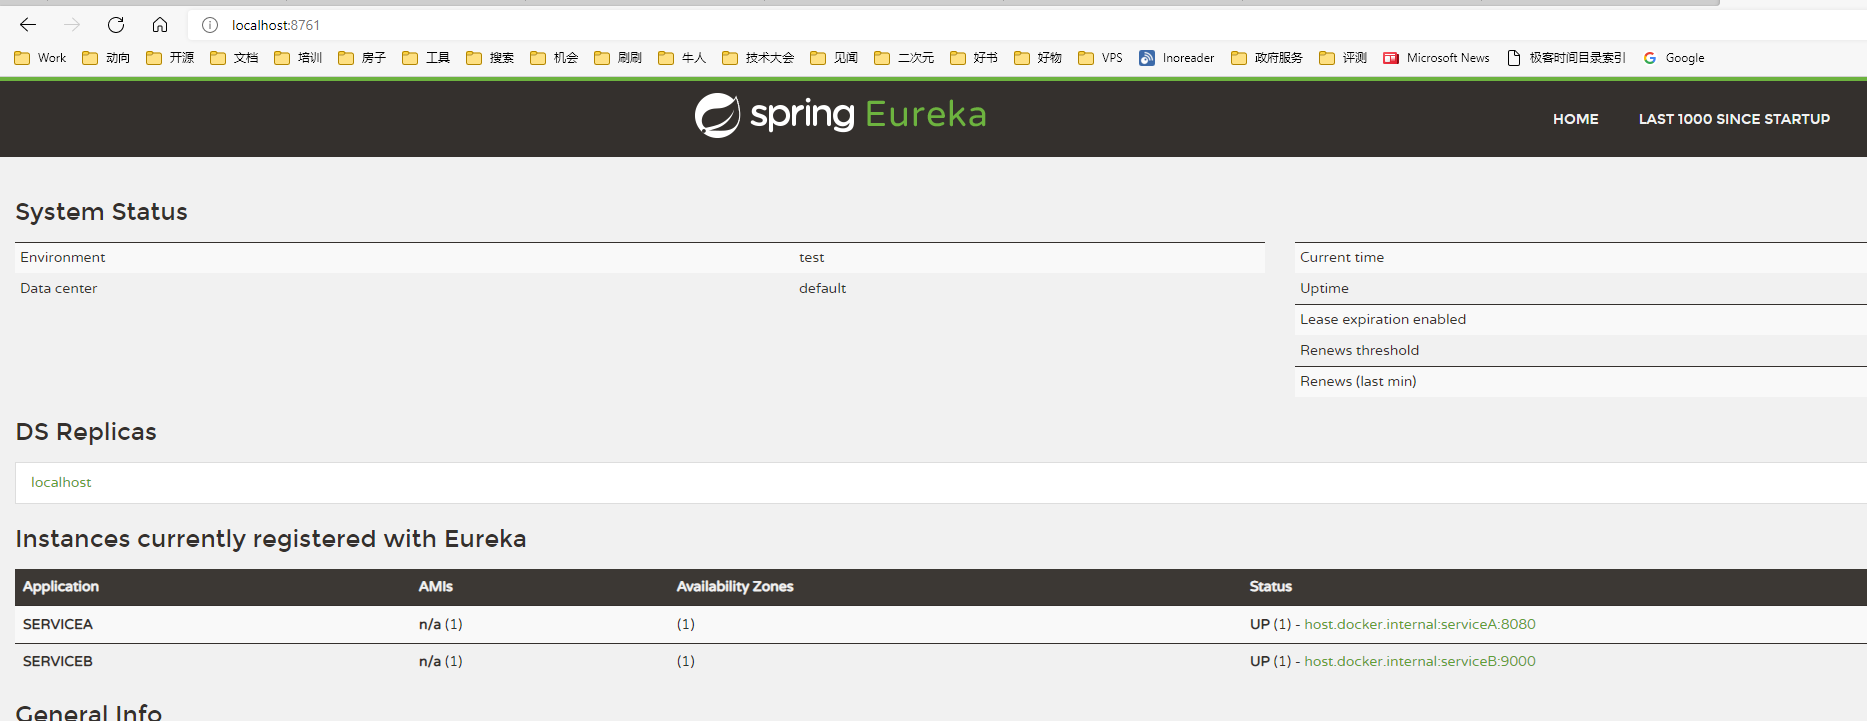 localhost:8761
Work 动向 开源 文档 培训 房子 工具 搜索 机会 刷刷 牛人 技术大会 见闻 二次元 好书 好物 VPS Inoreader 政府服务 评测 Microsoft News 极客时间目录索引 Google
spring Eureka HOME LAST 1000 SINCE STARTUP
System Status
Environment test Current time
Data center default Uptime
Lease expiration enabled
Renews threshold
Renews (last min)
DS Replicas
localhost
Instances currently registered with Eureka
Application AMIs Availability Zones Status
SERVICEA n/a (1) (1) UP (1) - host.docker.internal:serviceA:8080
SERVICEB n/a (1) (1) UP (1) - host.docker.internal:serviceB:9000
General Info